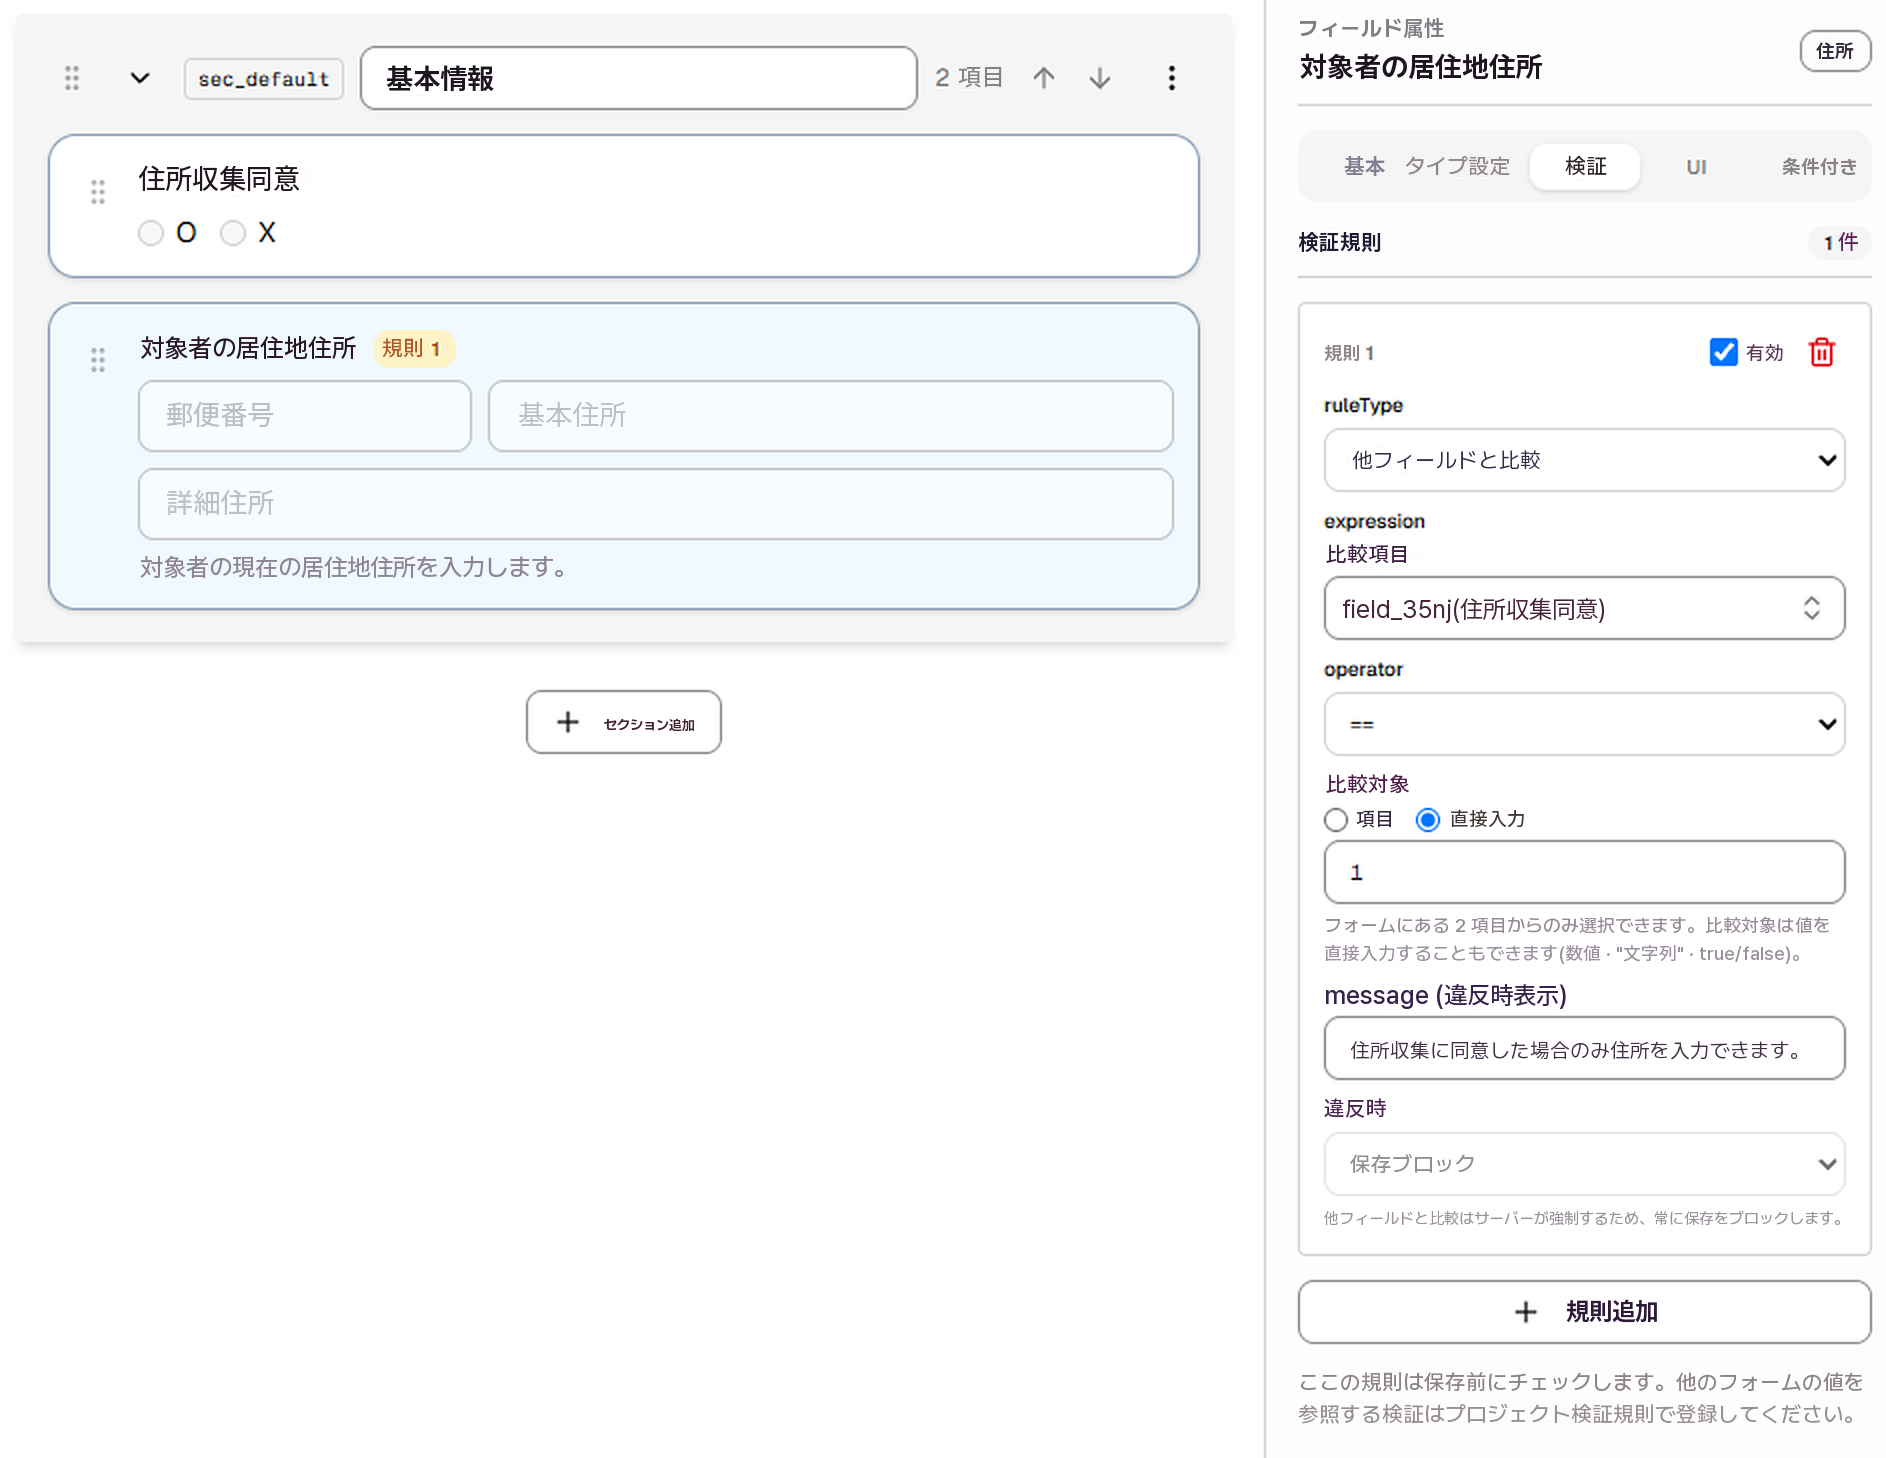 sec_default
基本情報
2 項目
住所収集同意
O X
対象者の居住地住所 規則 1
郵便番号 基本住所
詳細住所
対象者の現在の居住地住所を入力します。
セクション追加
フィールド属性
対象者の居住地住所
住所
基本 タイプ設定 検証 UI 条件付き
検証規則 1 件
規則 1 有効
ruleType
他フィールドと比較
expression
比較項目
field_35nj(住所収集同意)
operator
==
比較対象
項目 直接入力
1
フォームにある 2 項目からのみ選択できます。比較対象は値を
直接入力することもできます(数値 · "文字列" · true/false)。
message (違反時表示)
住所収集に同意した場合のみ住所を入力できます。
違反時
保存ブロック
他フィールドと比較はサーバーが強制するため、常に保存をブロックします。
規則追加
ここの規則は保存前にチェックします。他のフォームの値を
参照する検証はプロジェクト検証規則で登録してください。